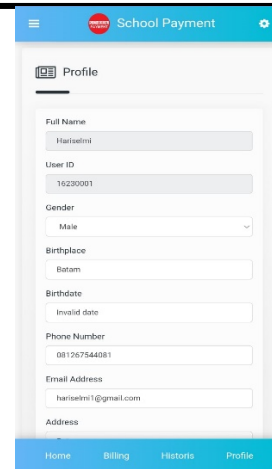 School Payment
Profile
Full Name
Hariselmi
User ID
16230001
Gender
Male
Birthplace
Batam
Birthdate
Invalid date
Phone Number
081267544081
Email Address
hariselmi1@gmail.com
Address
Home Billing Historis Profile